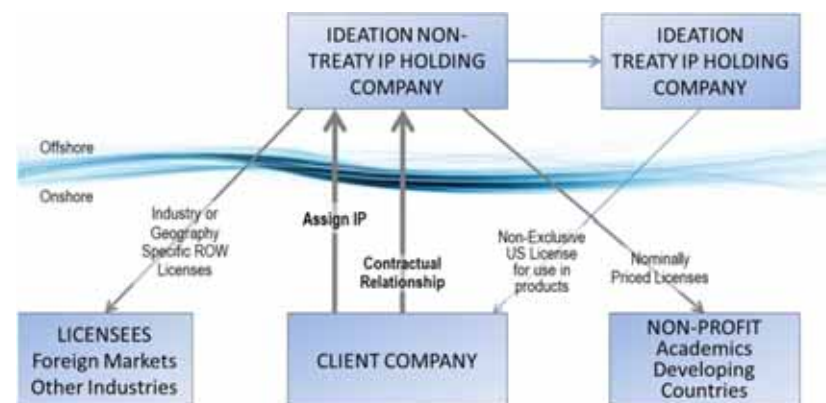 IDEATION NON-
TREATY IP HOLDING
COMPANY
IDEATION
TREATY IP HOLDING
COMPANY
Offshore
Onshore
Industry or
Geography
Specific ROW
Licenses
Assign IP
Contractual
Relationship
Non-Exclusive
US License
for use in
products
Nominally
Priced Licenses
LICENSEES
Foreign Markets
Other Industries
CLIENT COMPANY
NON-PROFIT
Academics
Developing
Countries